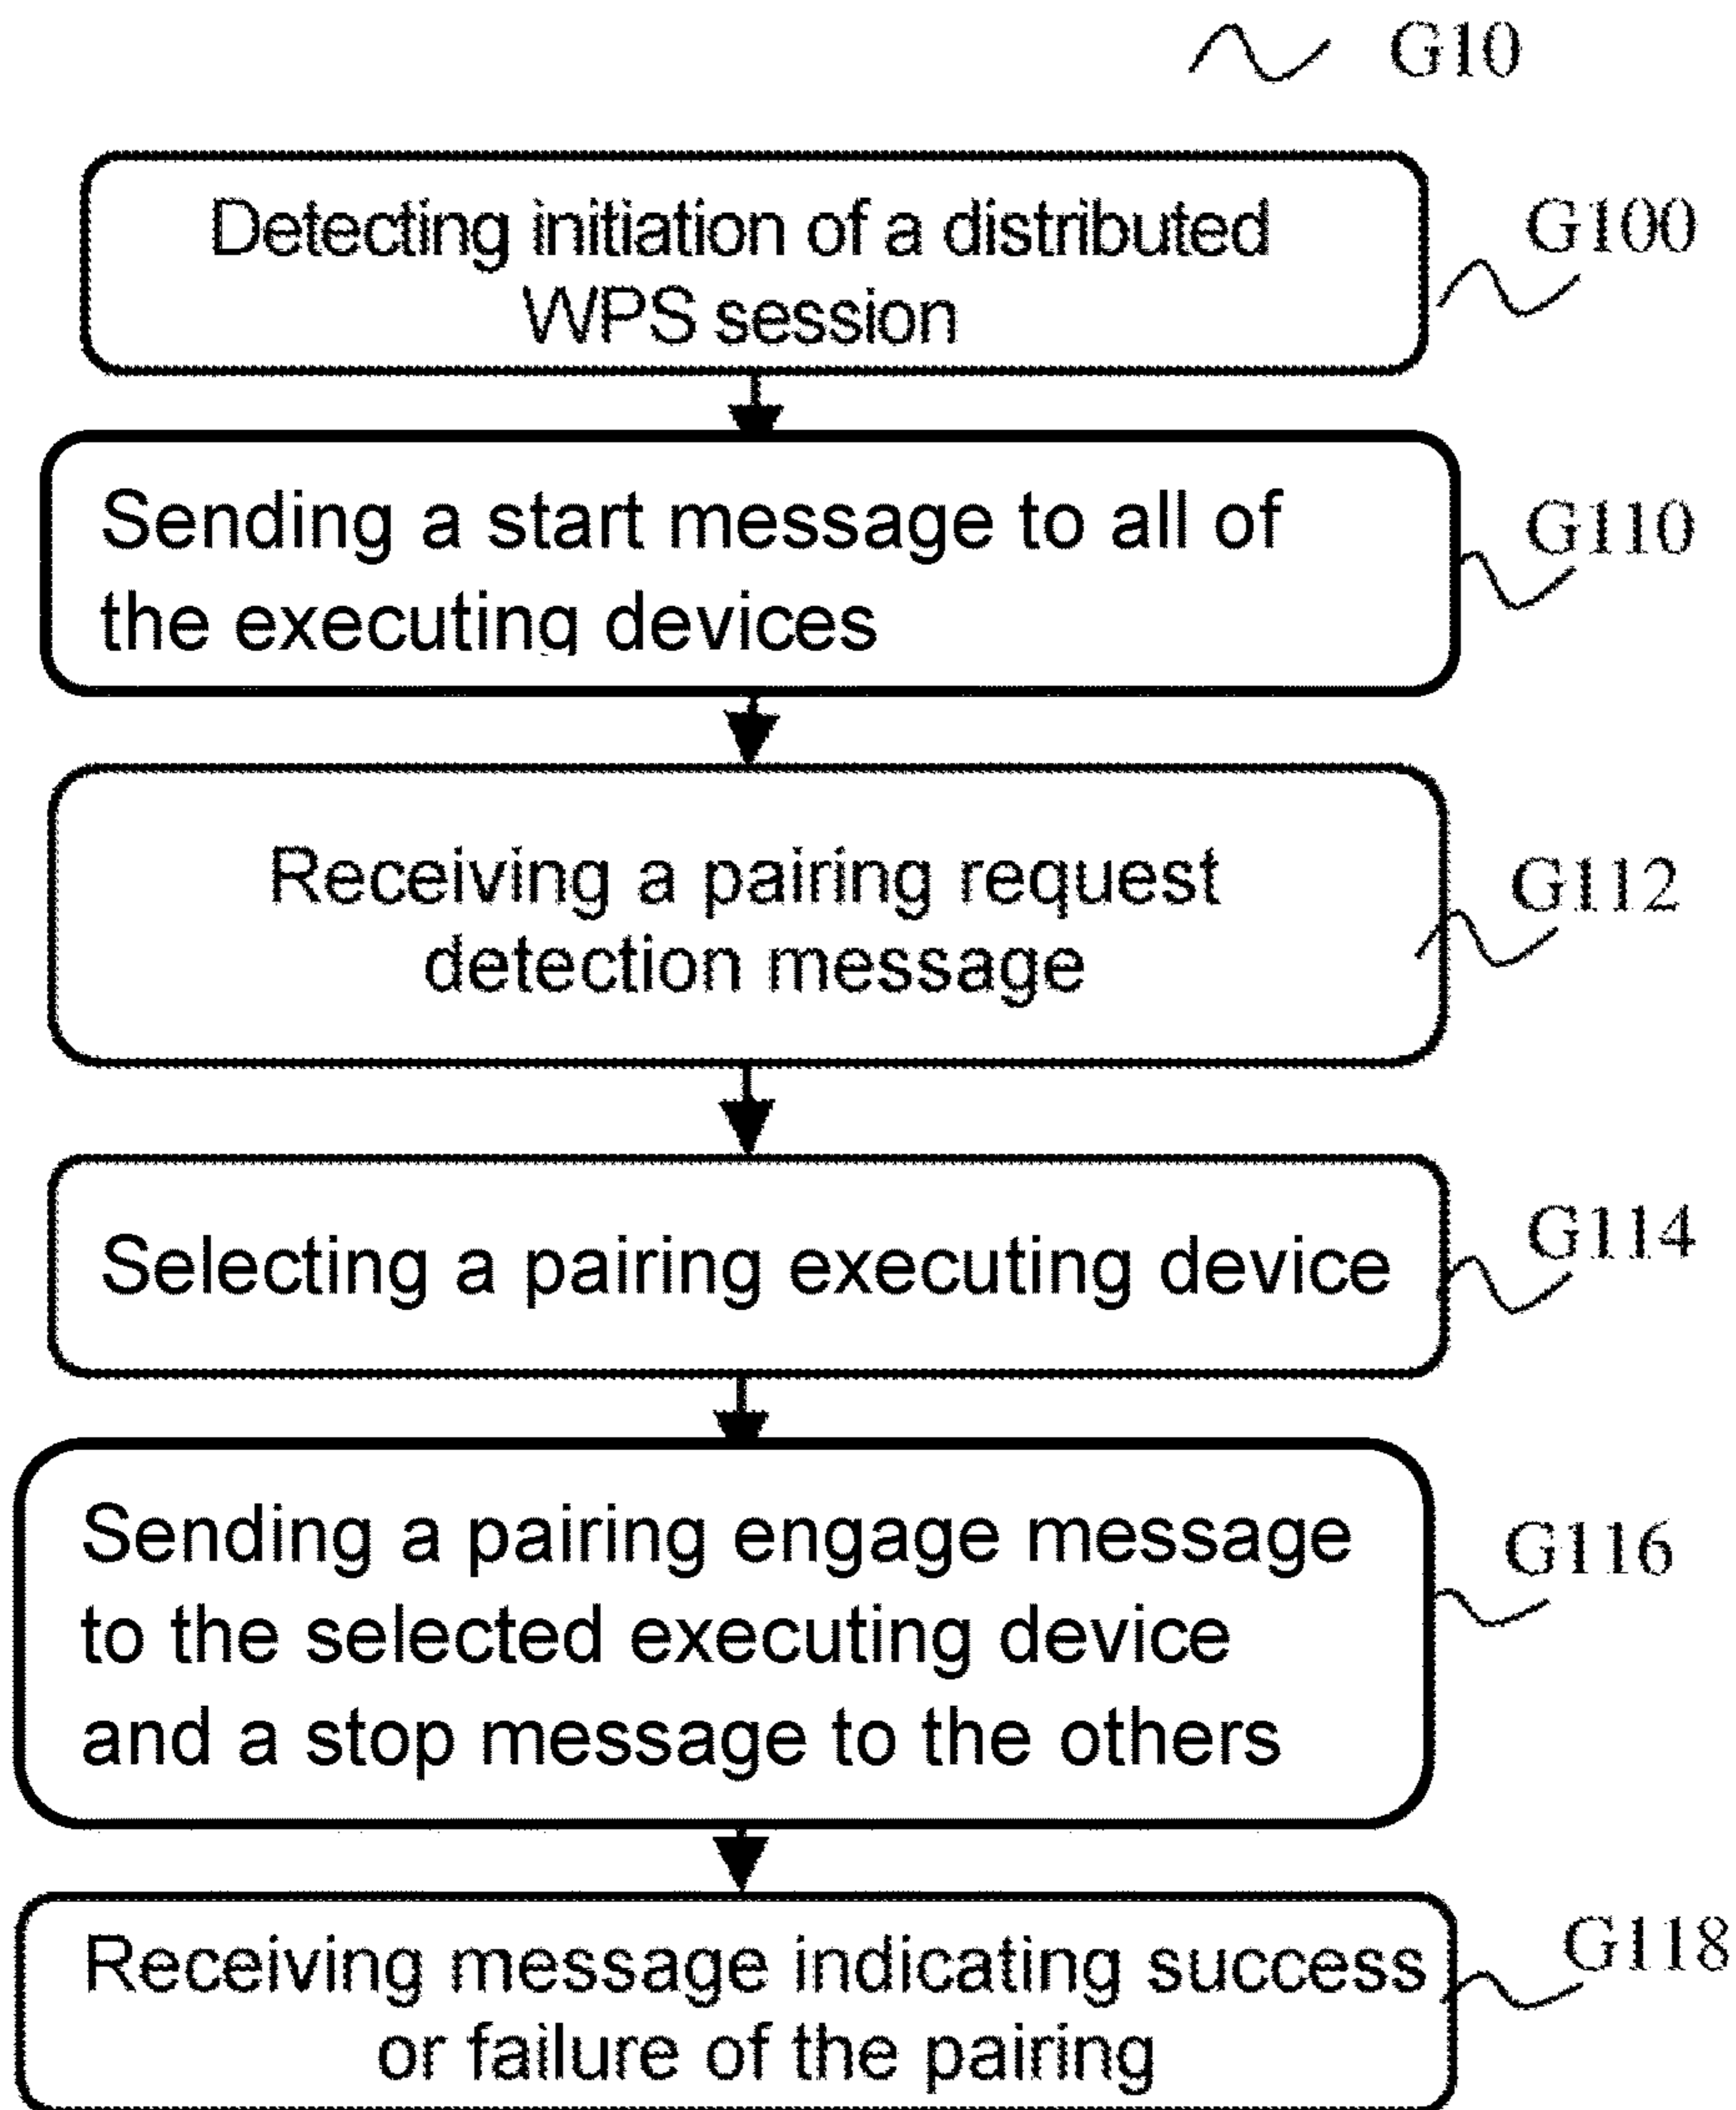 G10
Detecting initiation of a distributed
WPS session
G100
Sending a start message to all of
the executing devices
G110
Receiving a pairing request
detection message
G112
Selecting a pairing executing device
G114
Sending a pairing engage message
to the selected executing device
and a stop message to the others
G116
Receiving message indicating success
or failure of the pairing
G118